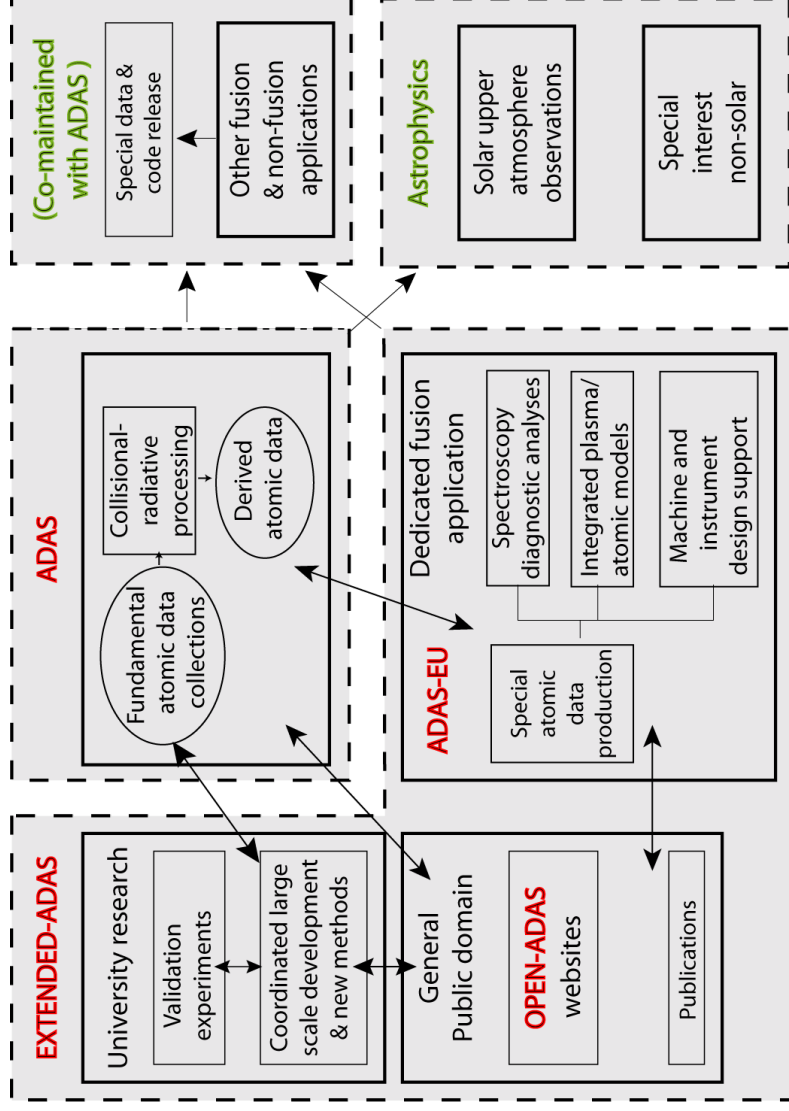 EXTENDED-ADAS
University research
Validation
experiments
Coordinated large
scale development
& new methods
General
Public domain
OPEN-ADAS
websites
Publications
ADAS
Fundamental
atomic data
collections
Collisional-
radiative
processing
Derived
atomic data
ADAS-EU
Dedicated fusion
application
Special
atomic
data
production
Spectroscopy
diagnostic analyses
Integrated plasma/
atomic models
Machine and
instrument
design support
(Co-maintained
with ADAS )
Special data &
code release
Other fusion
& non-fusion
applications
Astrophysics
Solar upper
atmosphere
observations
Special
interest
non-solar